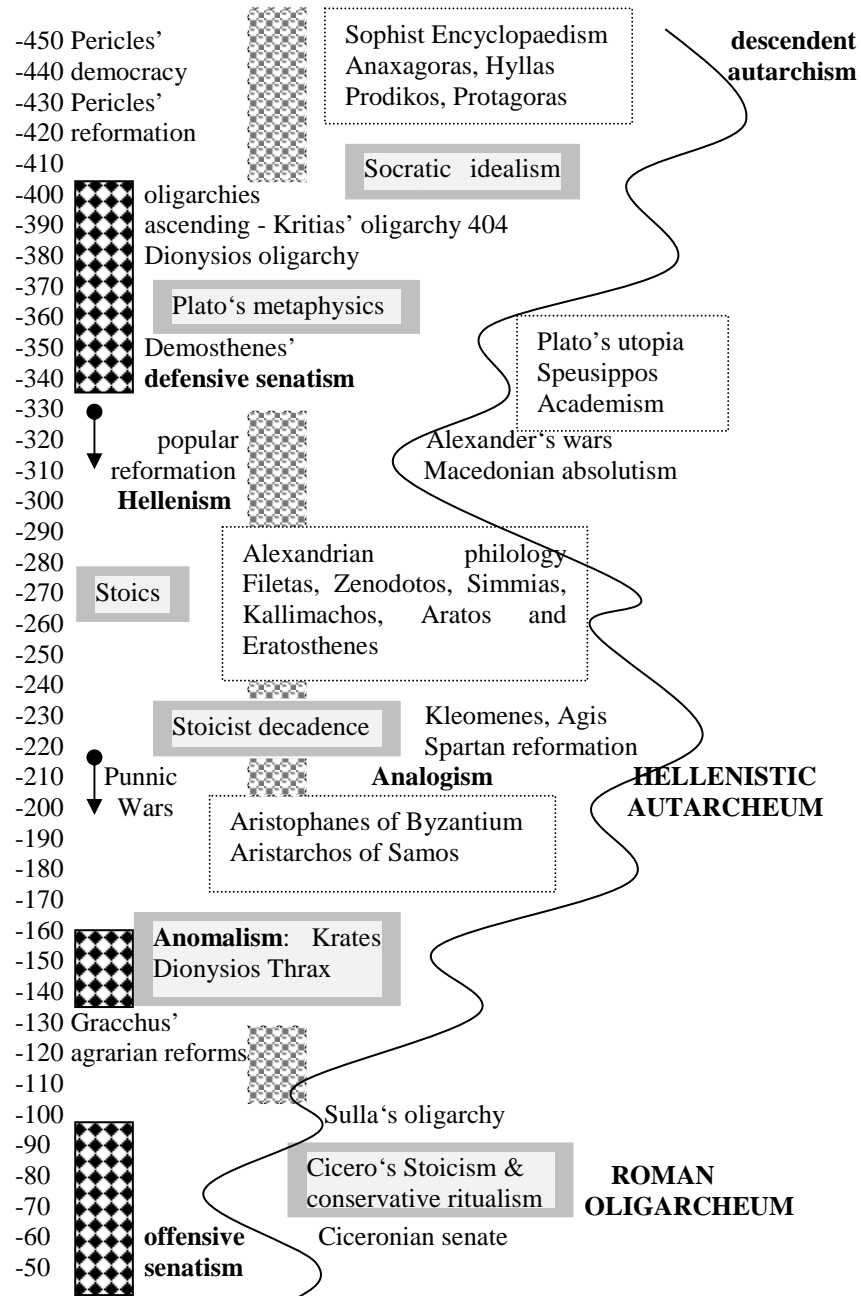 -450 Pericles’ Sophist Encyclopaedism descendent
-440 democracy Anaxagoras, Hyllas autarchism
-430 Pericles’ Prodikos, Protagoras
-420 reformation
-410
Socratic idealism
-400 oligarchies
-390 ascending - Kritias’ oligarchy 404
-380 Dionysios oligarchy
-370
Plato‘s metaphysics
-360
-350 Demosthenes’ Plato’s utopia
-340 defensive senatism Speusippos
Academism
-330
-320 popular Alexander‘s wars
-310 reformation Macedonian absolutism
-300 Hellenism
-290
-280 Alexandrian philology
-270 Stoics Filetas, Zenodotos, Simmias,
-260 Kallimachos, Aratos and
-250 Eratosthenes
-240
-230 Stoicist decadence Kleomenes, Agis
-220 Spartan reformation
-210 Punnic Analogism HELLENISTIC
-200 Wars AUTARCHEUM
-190 Aristophanes of Byzantium
-180 Aristarchos of Samos
-170
-160 Anomalism: Krates
-150 Dionysios Thrax
-140
-130 Gracchus’
-120 agrarian reforms
-110
-100 Sulla‘s oligarchy
-90
-80 Cicero‘s Stoicism & ROMAN
-70 conservative ritualism OLIGARCHEUM
-60 offensive Ciceronian senate
-50 senatism